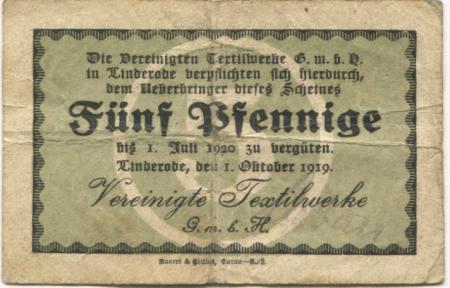 Die Vereinigten Textilwerke G. m. b. H.
in Linderode verpflichten sich hierdurch,
dem Ueberbringer dieses Scheines
Fünf Pfennige
bis 1. Juli 1920 zu vergüten.
Linderode, den 1. Oktober 1919.
Vereinigte Textilwerke
G. m. b. H.
Sorau—N./L.